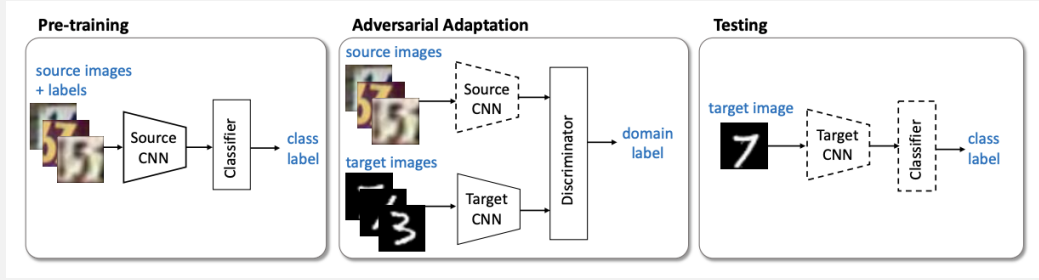 Pre-training
source images
+ labels
Source
CNN
Classifier
class
label
Adversarial Adaptation
source images
Source
CNN
target images
Target
CNN
Discriminator
domain
label
Testing
target image
7
Target
CNN
Classifier
class
label